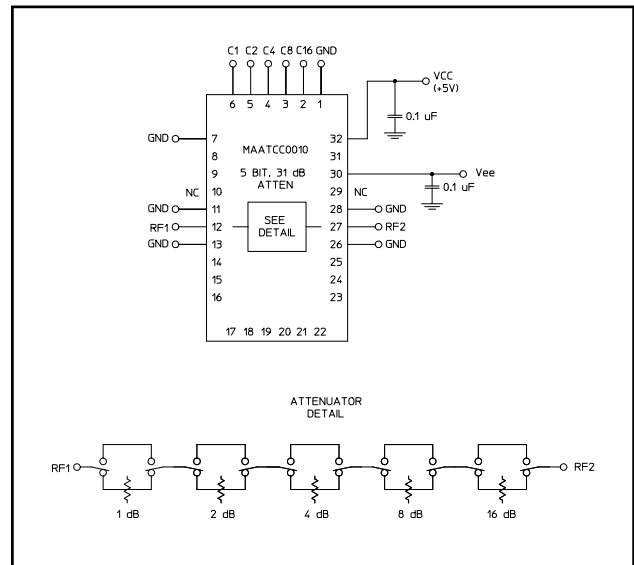 C1 C2 C4 C8 C16 GND
6 5 4 3 2 1
VCC
(+5V)
0.1 uF
GND 7 32
MAATCC0010
8 31
9 5 BIT, 31 dB 30 Vee
ATTEN
NC 10 29 NC
0.1 uF
GND 11 28 GND
RF1 12 SEE 27 RF2
DETAIL
GND 13 26 GND
14 25
15 24
16 23
17 18 19 20 21 22
ATTENUATOR
DETAIL
RF1 RF2
1 dB 2 dB 4 dB 8 dB 16 dB